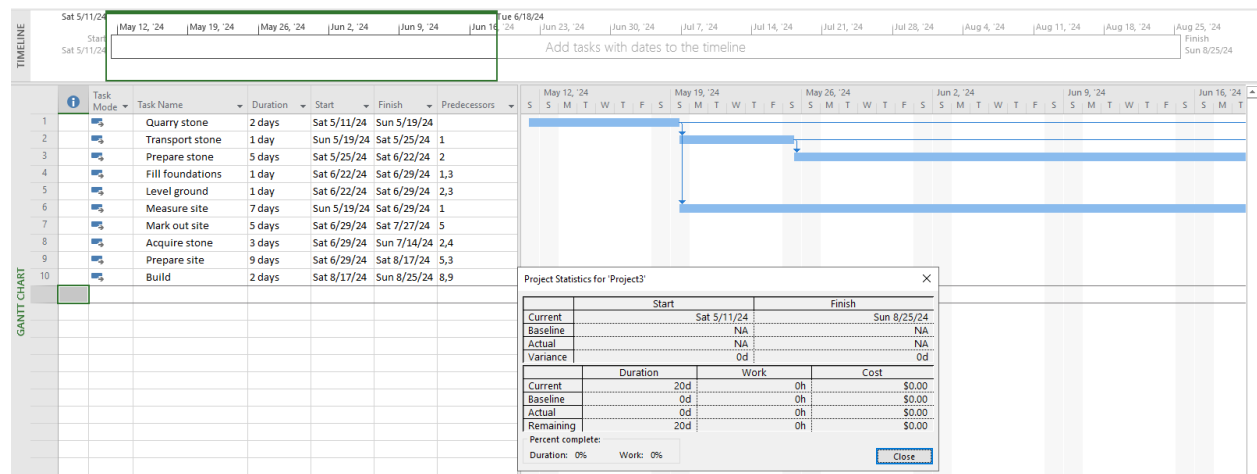 TIMELINE
Sat 5/11/24 Tue 6/18/24
May 12, '24 May 19, '24 May 26, '24 Jun 2, '24 Jun 9, '24 Jun 16, '24 Jun 23, '24 Jun 30, '24 Jul 7, '24 Jul 14, '24 Jul 21, '24 Jul 28, '24 Aug 4, '24 Aug 11, '24 Aug 18, '24 Aug 25, '24
Start Finish
Sat 5/11/24 Add tasks with dates to the timeline Sun 8/25/24
GANTT CHART
Task Mode Task Name Duration Start Finish Predecessors
May 12, '24 May 19, '24 May 26, '24 Jun 2, '24 Jun 9, '24 Jun 16, '24
S S M T W T F S S M T W T F S S M T W T F S S M T W T F S S M T W T F S S M T
1 Quarry stone 2 days Sat 5/11/24 Sun 5/19/24
2 Transport stone 1 day Sun 5/19/24 Sat 5/25/24 1
3 Prepare stone 5 days Sat 5/25/24 Sat 6/22/24 2
4 Fill foundations 1 day Sat 6/22/24 Sat 6/29/24 1,3
5 Level ground 1 day Sat 6/22/24 Sat 6/29/24 2,3
6 Measure site 7 days Sun 5/19/24 Sat 6/29/24 1
7 Mark out site 5 days Sat 6/29/24 Sat 7/27/24 5
8 Acquire stone 3 days Sat 6/29/24 Sun 7/14/24 2,4
9 Prepare site 9 days Sat 6/29/24 Sat 8/17/24 5,3
10 Build 2 days Sat 8/17/24 Sun 8/25/24 8,9
Project Statistics for 'Project3'
Start Finish
Current Sat 5/11/24 Sun 8/25/24
Baseline NA NA
Actual NA NA
Variance 0d 0d
Duration Work Cost
Current 20d 0h $0.00
Baseline 0d 0h $0.00
Actual 0d 0h $0.00
Remaining 20d 0h $0.00
Percent complete:
Duration: 0% Work: 0% Close